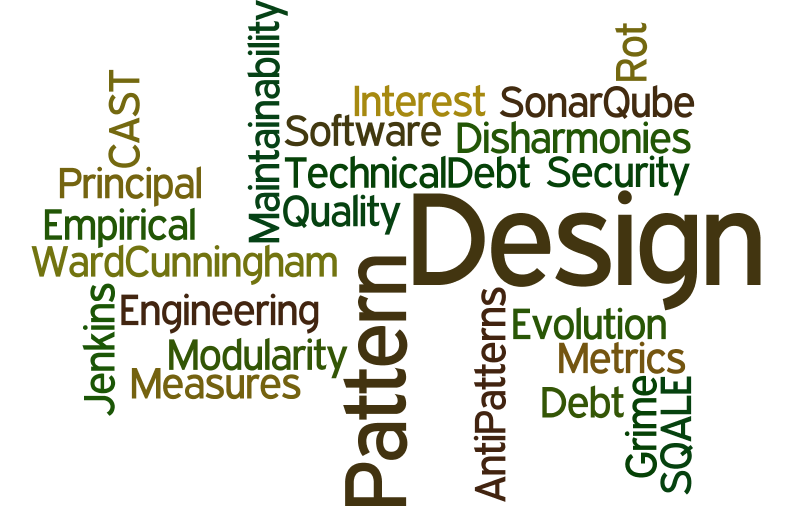 Rot
CAST
Maintainability
Interest
SonarQube
Software
Disharmonies
TechnicalDebt
Security
Principal
Quality
Design
Empirical
WardCunningham
Pattern
Jenkins
Engineering
AntiPatterns
Evolution
Modularity
Metrics
Measures
Debt
Grime
SQALE